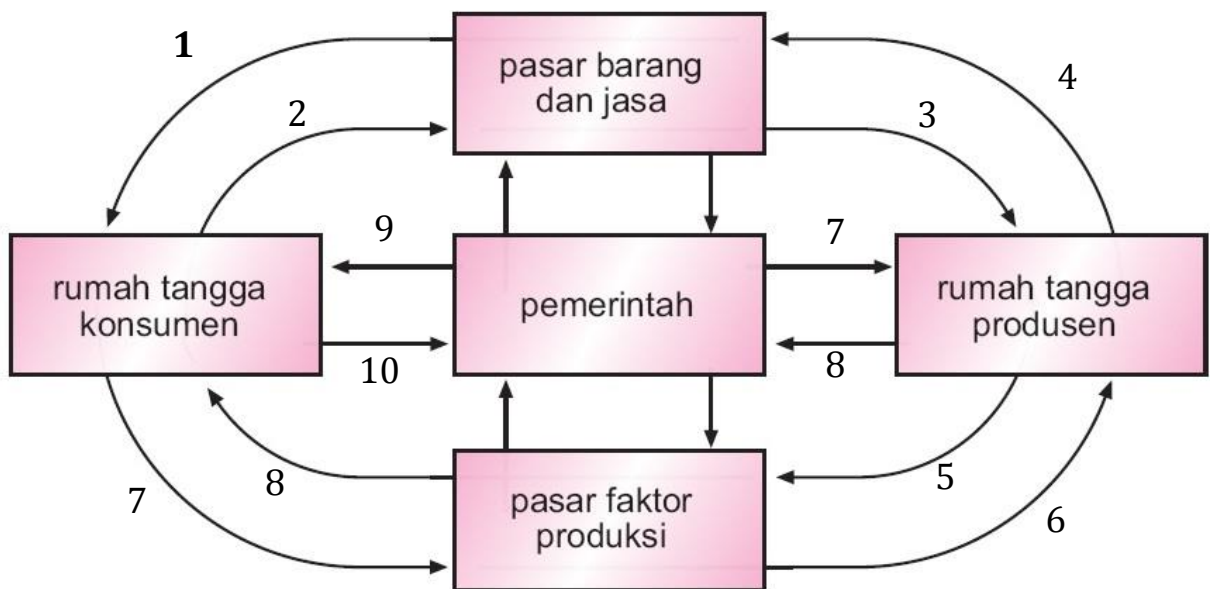 1
pasar barang
dan jasa
4
2
3
9
7
rumah tangga
konsumen
pemerintah
rumah tangga
produsen
10
8
7
8
pasar faktor
produksi
5
6